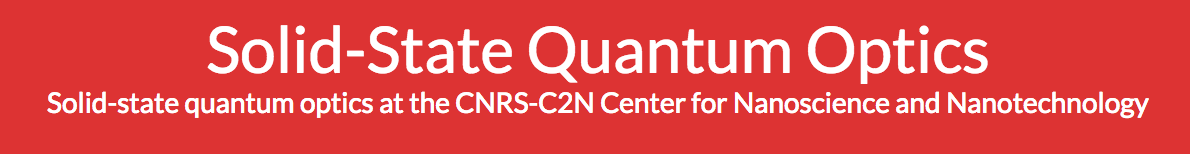 Solid-State Quantum Optics
Solid-state quantum optics at the CNRS-C2N Center for Nanoscience and Nanotechnology